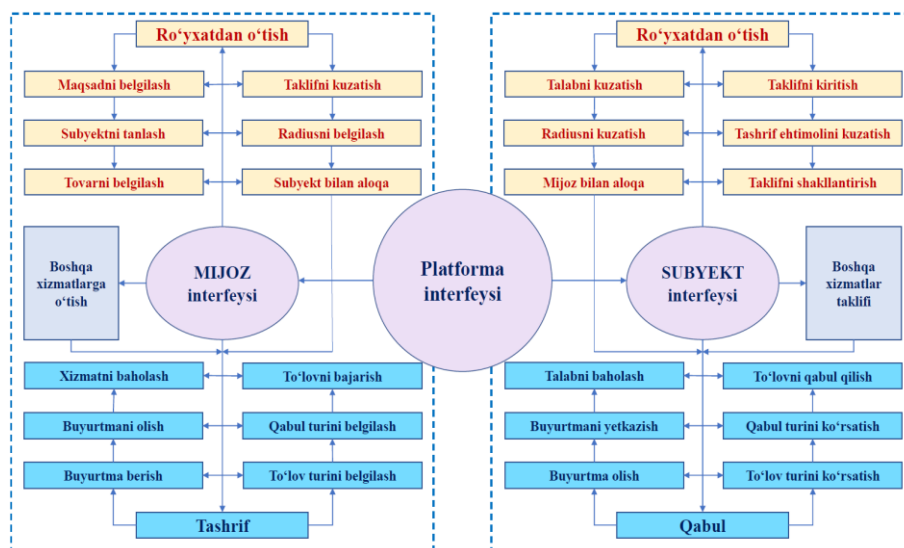 Ro‘yxatdan o‘tish
Maqsadni belgilash
Taklifni kuzatish
Subyektni tanlash
Radiusni belgilash
Tovarni belgilash
Subyekt bilan aloqa
Boshqa
xizmatlarga
o‘tish
MIJOZ
interfeysi
Xizmatni baholash
To‘lovni bajarish
Buyurtmani olish
Qabul turini belgilash
Buyurtma berish
To‘lov turini belgilash
Tashrif
Platforma
interfeysi
Ro‘yxatdan o‘tish
Talabni kuzatish
Taklifni kiritish
Radiusni kuzatish
Tashrif ehtimolini kuzatish
Mijoz bilan aloqa
Taklifni shakllantirish
SUBYEKT
interfeysi
Boshqa
xizmatlar
taklifi
Talabni baholash
To‘lovni qabul qilish
Buyurtmani yetkazish
Qabul turini ko‘rsatish
Buyurtma olish
To‘lov turini ko‘rsatish
Qabul